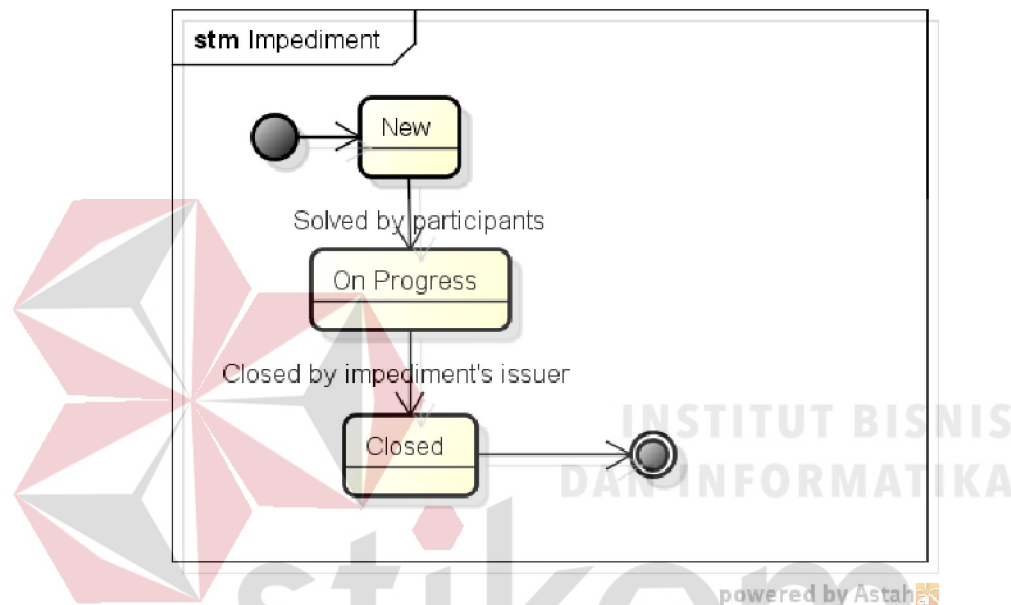 stm Impediment
New
Solved by participants
On Progress
Closed by impediment's issuer
Closed
INSTITUT BISNIS
DAN INFORMATIKA
stikom
powered by Astah